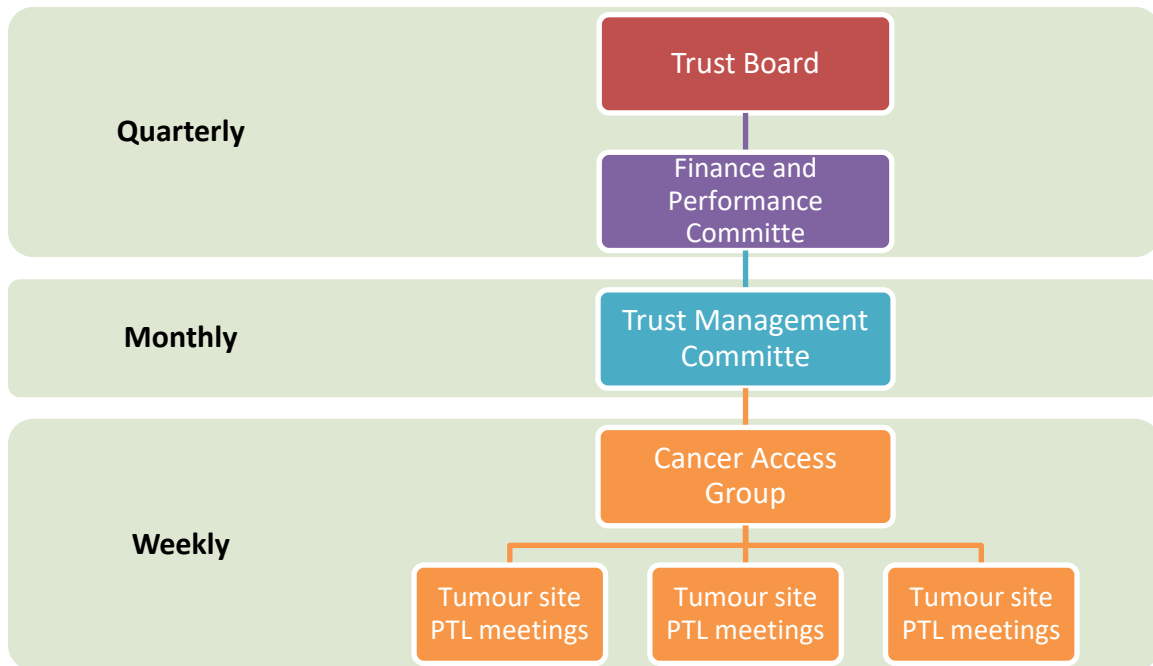 Trust Board
Quarterly
Finance and
Performance
Committe
Trust Management
Committe
Monthly
Cancer Access
Group
Weekly
Tumour site
PTL meetings
Tumour site
PTL meetings
Tumour site
PTL meetings